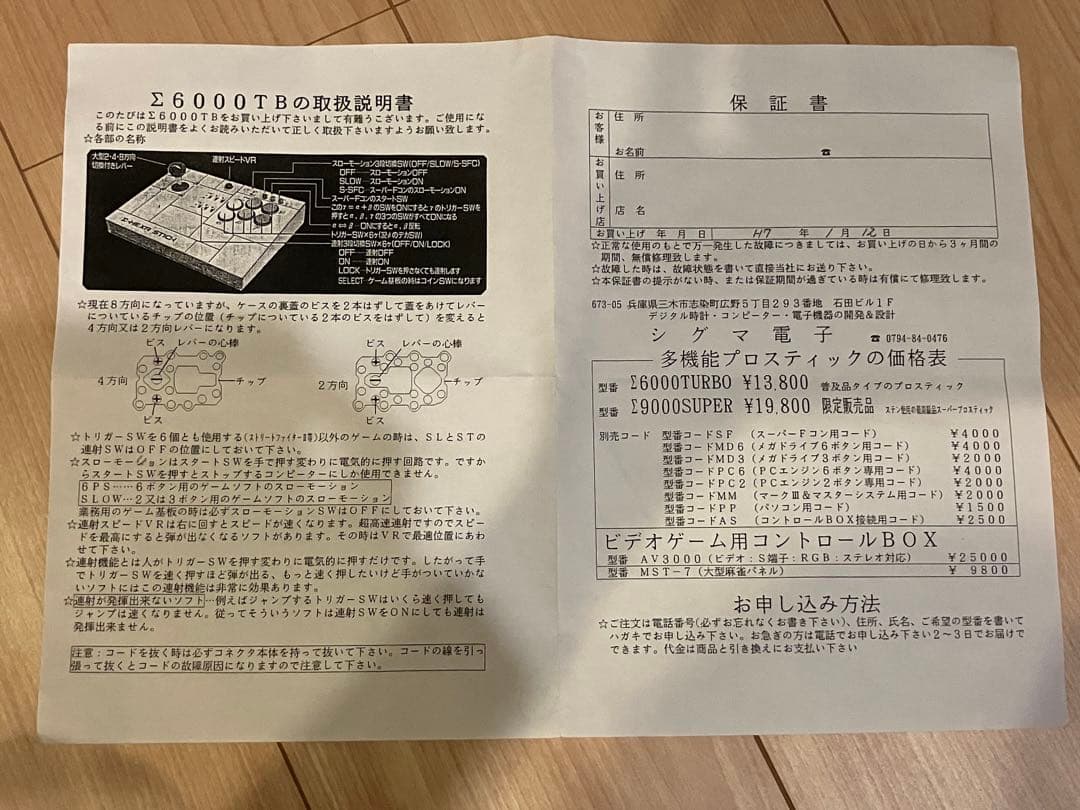 Σ6000TBの取扱説明書
このたびはΣ6000TBをお買い上げ下さいまして有難うございます。ご使用にな
る前にこの説明書をよくお読みいただいて正しく取扱下さいますようお願い致します。
☆各部の名称
大型2・4・8方向
切換付きレバー
連射スピードVR
スローモーション3段切換SW(OFF/SLOW/S-SFC)
OFF…スローモーションOFF
SLOW…スローモーションON
S-SFC…スーパーFコンのスローモーションON
スーパーFコンのスタートSW
押すとα,β,γの3つのSWがすべてONになる
トリガーSW×6ヶ(32φのデカSW)
連射3段切換SW×6ヶ(OFF/ON/LOCK)
OFF…連射OFF
ON…連射ON
LOCK…トリガーSWを押さなくても連射します
SELECT…ゲーム基板の時はコインSWになります
Σ-HEXA STICK
☆現在8方向になっていますが、ケースの裏蓋のビスを2本はずして蓋をあけてレバー
についているチップの位置(チップについている2本のビスをはずして)を変えると
4方向又は2方向レバーになります。
ビス
レバーの心棒
4方向
チップ
ビス
ビス
レバーの心棒
2方向
チップ
ビス
☆トリガーSWを6個とも使用する(ストリートファイターⅡ等)以外のゲームの時は、SLとSTの
連射SWはOFFの位置にしておいて下さい。
☆スローモーションはスタートSWを手で押す変わりに電気的に押す回路です。ですか
らスタートSWを押すとストップするコンピューターにしか使用できません。
6PS……6ボタン用のゲームソフトのスローモーション
SLOW…2又は3ボタン用のゲームソフトのスローモーション
業務用のゲーム基板の時は必ずスローモーションSWはOFFにしておいて下さい。
☆連射スピードVRは右に回すとスピードが速くなります。超高速連射ですのでスピー
ドを最高にすると弾が出なくなるソフトがあります。その時はVRで最適位置にあわ
せて下さい。
☆連射機能とは人がトリガーSWを押す変わりに電気的に押すだけです。したがって手
でトリガーSWを速く押すほど弾が出る、もっと速く押したいけど手がついていかな
いソフトにはこの連射機能は非常に効果あります。
☆連射が発揮出来ないソフト…例えばジャンプするトリガーSWはいくら速く押しても
ジャンプは速くなりません。従ってそういうソフトは連射SWをONにしても連射は
発揮出来ません。
注意:コードを抜く時は必ずコネクタ本体を持って抜いて下さい。コードの線を引っ
張って抜くとコードの故障原因になりますので注意して下さい。
保証書
お客様
住所
お名前 ☎
お買い上げ店
住所
店名
お買い上げ 年 月 日 H7年 1月 12日
☆正常な使用のもとで万一発生した故障につきましては、お買い上げの日から3ヶ月間の
期間、無償修理致します。
☆故障した時は、故障状態を書いて直接当社にお送り下さい。
☆本保証書の提示がない時、または保証期間が過ぎている時は有償にて修理致します。
673-05 兵庫県三木市志染町広野5丁目293番地 石田ビル1F
デジタル時計・コンピーター・電子機器の開発&設計
シグマ電子 ☎ 0794-84-0476
多機能プロスティックの価格表
型番 Σ6000TURBO ¥13,800 普及品タイプのプロスティック
型番 Σ9000SUPER ¥19,800 限定販売品
別売コード 型番コードSF (スーパーFコン用コード) ¥4000
型番コードMD6 (メガドライブ6ボタン用コード) ¥4000
型番コードMD3 (メガドライブ3ボタン用コード) ¥2000
型番コードPC6 (PCエンジン6ボタン専用コード) ¥4000
型番コードPC2 (PCエンジン2ボタン専用コード) ¥2000
型番コードMM (マークⅢ&マスターシステム用コード) ¥2000
型番コードPP (パソコン用コード) ¥1500
型番コードAS (コントロールBOX接続用コード) ¥2500
ビデオゲーム用コントロールBOX
型番 AV3000(ビデオ:S端子:RGB:ステレオ対応) ¥25000
型番 MST-7(大型麻雀パネル) ¥ 9800
お申し込み方法
☆ご注文は電話番号(必ずお忘れなくお書き下さい)、住所、氏名、ご希望の型番を書いて
ハガキでお申し込み下さい。お急ぎの方は電話でお申し込み下さい2～3日でお届けで
できます。代金は商品と引き換えにお支払い下さい